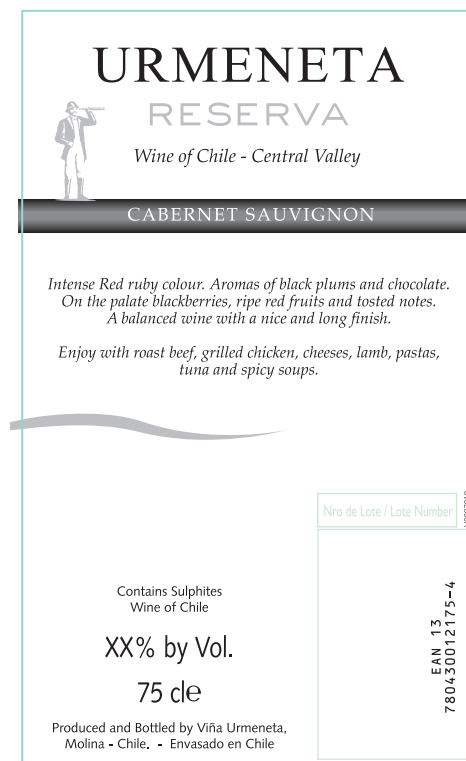 URMENETA
RESERVA
Wine of Chile - Central Valley
CABERNET SAUVIGNON
Intense Red ruby colour. Aromas of black plums and chocolate.
On the palate blackberries, ripe red fruits and tosted notes.
A balanced wine with a nice and long finish.
Enjoy with roast beef, grilled chicken, cheeses, lamb, pastas,
tuna and spicy soups.
Nro de Lote / Lote Number
Contains Sulphites
Wine of Chile
XX% by Vol.
75 cl℮
Produced and Bottled by Viña Urmeneta,
Molina - Chile. - Envasado en Chile
EAN 13
780430012175-4